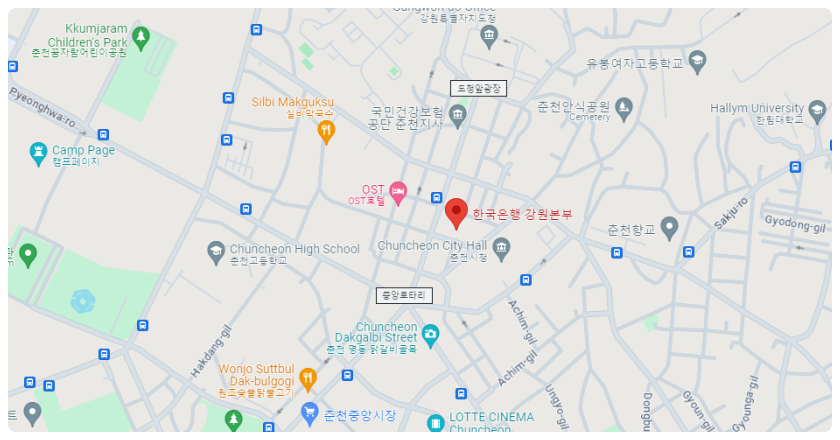 Gangwon-do Office
강원특별자치도청
Kkumjaram
Children's Park
춘천꿈자람어린이공원
유봉여자고등학교
도청앞광장
Pyeonghwa-ro
Silbi Makguksu
실비막국수
국민건강보험
공단 춘천지사
춘천안식공원
Cemetery
Hallym University
한림대학교
Camp Page
캠프페이지
OST
OST호텔
한국은행 강원본부
Sakju-ro
Gyodong-gil
춘천향교
Chuncheon City Hall
춘천시청
Chuncheon High School
춘천고등학교
중앙로타리
Achim-gil
Chuncheon
Dakgalbi Street
춘천 명동 닭갈비골목
Hakdang-gil
Achim-gil
Wonjo Suttbul
Dak-bulgogi
원조숯불닭불고기
춘천중앙시장
LOTTE CINEMA
Chuncheon
Ungyo-gil
Gyoun-gil